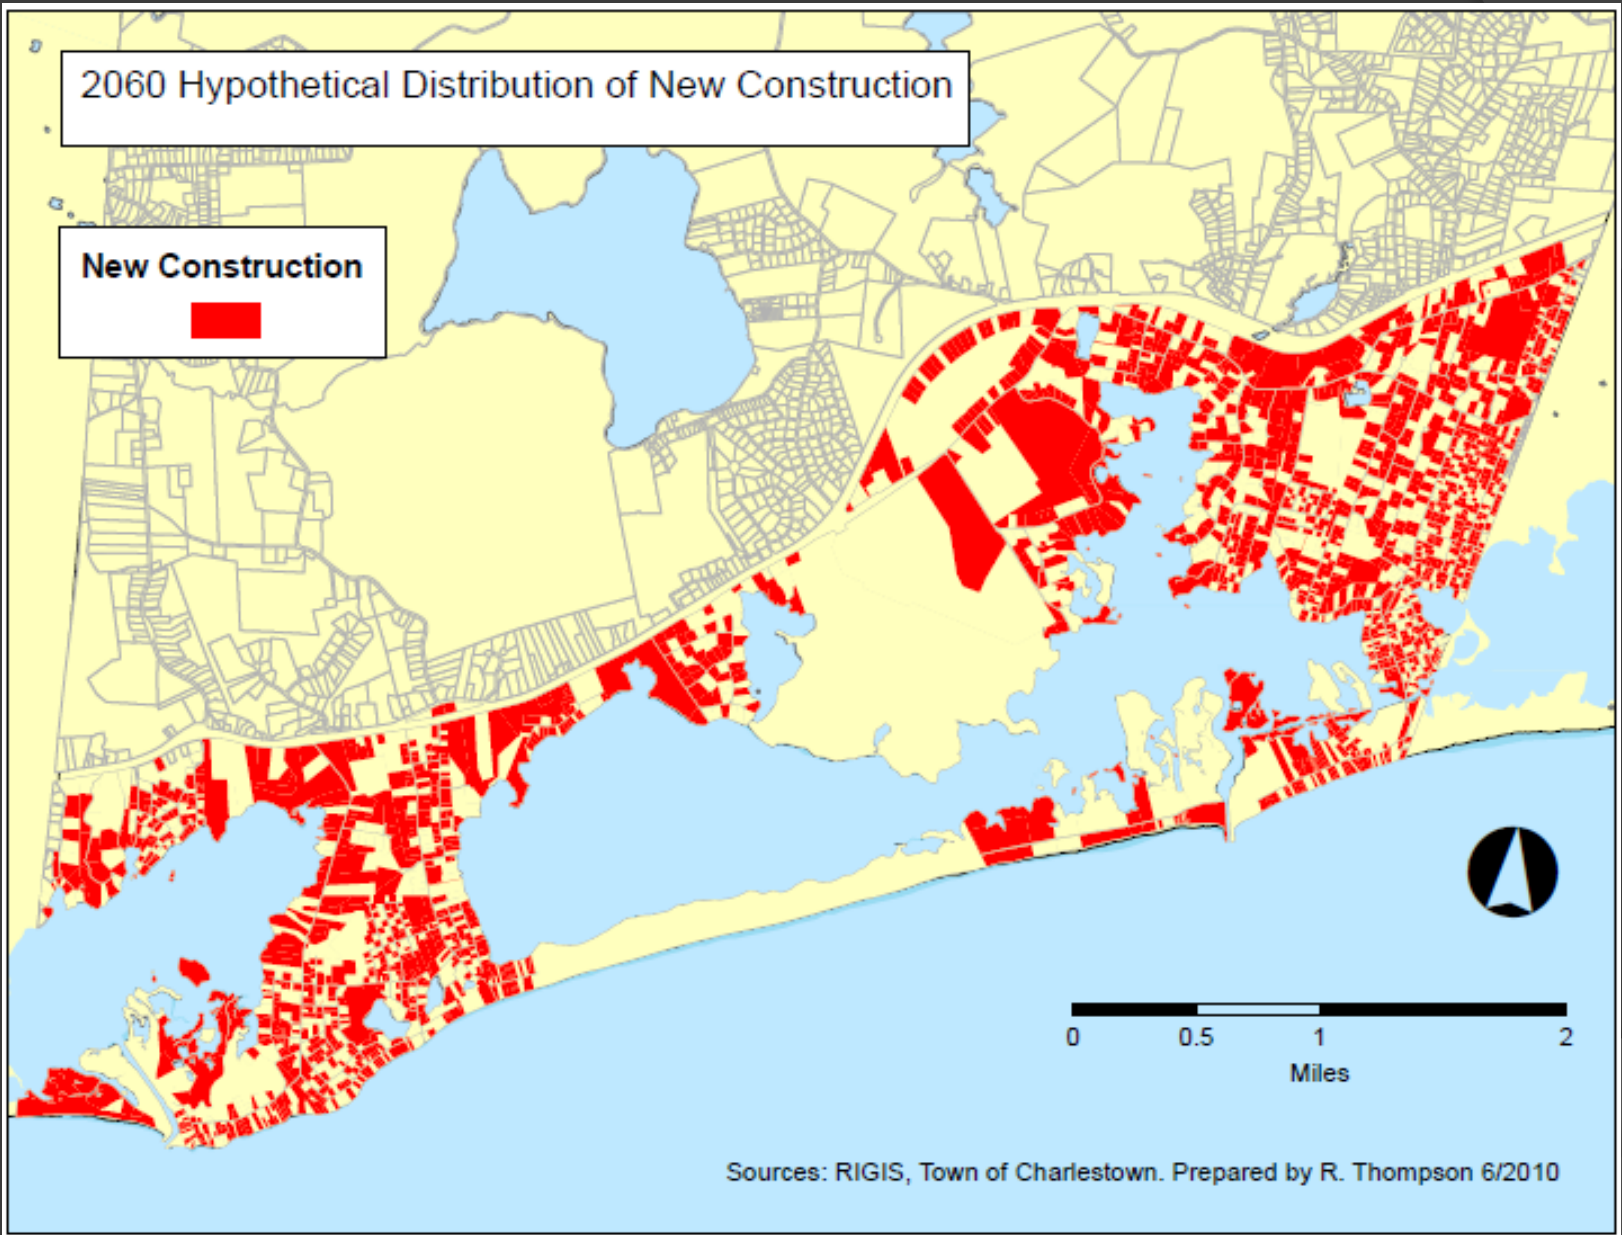 2060 Hypothetical Distribution of New Construction
New Construction
0 0.5 1 2
Miles
Sources: RIGIS, Town of Charlestown. Prepared by R. Thompson 6/2010